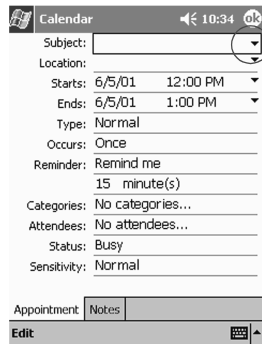 Calendar 10:34 ok
Subject:
Location:
Starts: 6/5/01 12:00 PM
Ends: 6/5/01 1:00 PM
Type: Normal
Occurs: Once
Reminder: Remind me
15 minute(s)
Categories: No categories...
Attendees: No attendees...
Status: Busy
Sensitivity: Normal
Appointment Notes
Edit